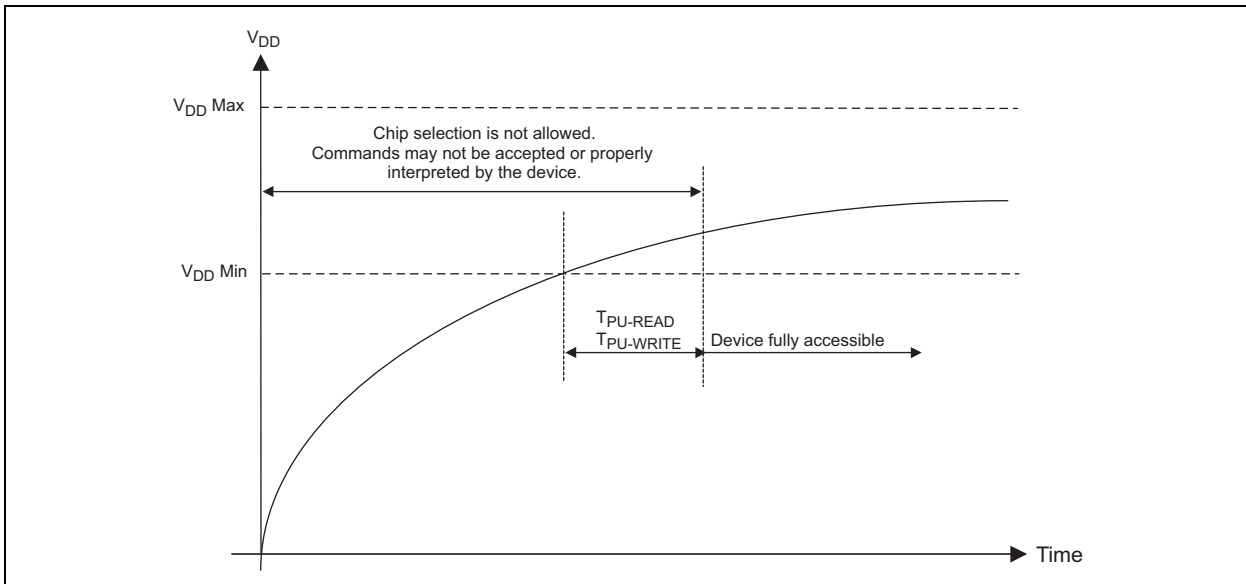 VDD
VDD Max
Chip selection is not allowed.
Commands may not be accepted or properly
interpreted by the device.
VDD Min
TPU-READ
TPU-WRITE
Device fully accessible
Time